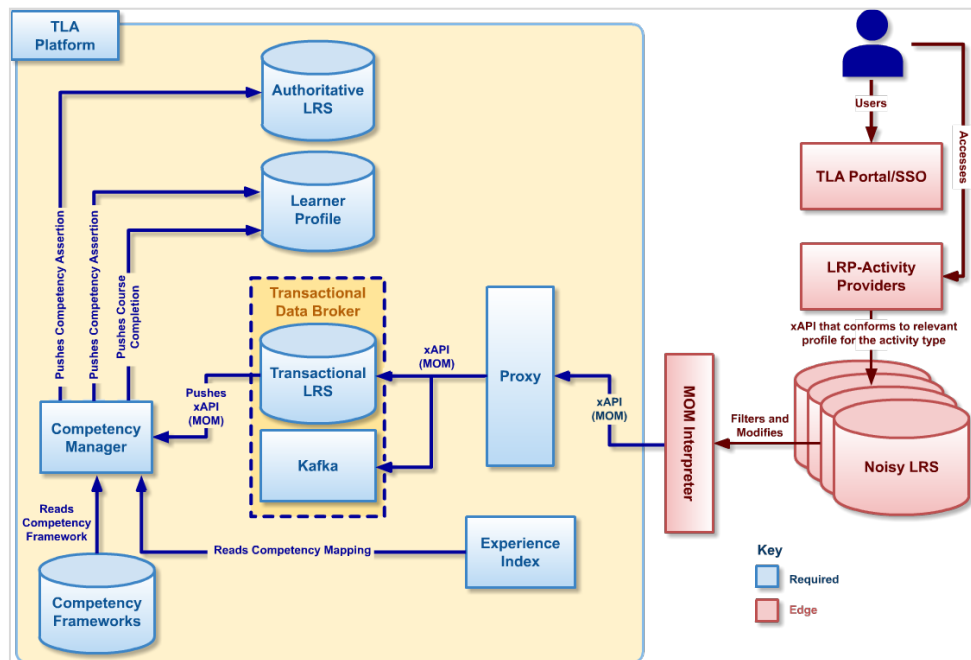 TLA
Platform
Authoritative
LRS
Learner
Profile
Pushes Competency Assertion
Pushes Competency Assertion
Pushes Course
Completion
Transactional
Data Broker
Transactional
LRS
Kafka
Pushes
xAPI
(MOM)
xAPI
(MOM)
Proxy
xAPI
(MOM)
Competency
Manager
Reads
Competency
Framework
Reads Competency Mapping
Experience
Index
Competency
Frameworks
Users
Accesses
TLA Portal/SSO
LRP-Activity
Providers
xAPI that conforms to relevant
profile for the activity type
MOM Interpreter
Filters and
Modifies
Noisy LRS
Key
Required
Edge